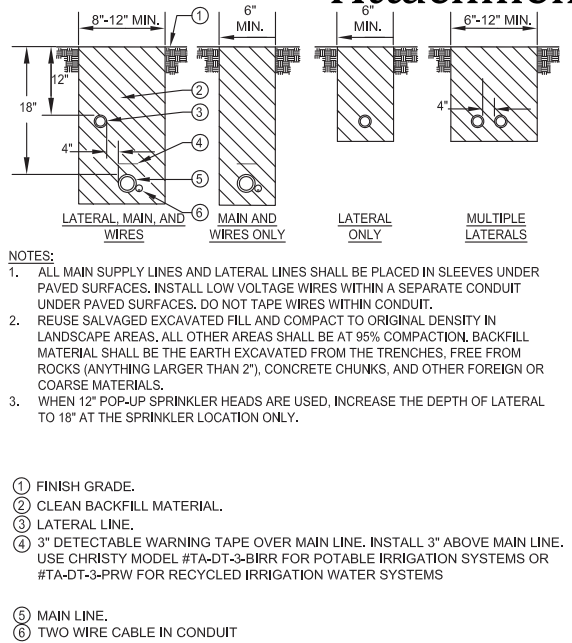 8"-12" MIN.
1
6"
MIN.
6"
MIN.
6"-12" MIN.
12"
18"
2
3
4"
4"
4
5
6
LATERAL, MAIN, AND
WIRES
MAIN AND
WIRES ONLY
LATERAL
ONLY
MULTIPLE
LATERALS
NOTES:
1. ALL MAIN SUPPLY LINES AND LATERAL LINES SHALL BE PLACED IN SLEEVES UNDER
PAVED SURFACES. INSTALL LOW VOLTAGE WIRES WITHIN A SEPARATE CONDUIT
UNDER PAVED SURFACES. DO NOT TAPE WIRES WITHIN CONDUIT.
2. REUSE SALVAGED EXCAVATED FILL AND COMPACT TO ORIGINAL DENSITY IN
LANDSCAPE AREAS. ALL OTHER AREAS SHALL BE AT 95% COMPACTION. BACKFILL
MATERIAL SHALL BE THE EARTH EXCAVATED FROM THE TRENCHES, FREE FROM
ROCKS (ANYTHING LARGER THAN 2"), CONCRETE CHUNKS, AND OTHER FOREIGN OR
COARSE MATERIALS.
3. WHEN 12" POP-UP SPRINKLER HEADS ARE USED, INCREASE THE DEPTH OF LATERAL
TO 18" AT THE SPRINKLER LOCATION ONLY.
1 FINISH GRADE.
2 CLEAN BACKFILL MATERIAL.
3 LATERAL LINE.
4 3" DETECTABLE WARNING TAPE OVER MAIN LINE. INSTALL 3" ABOVE MAIN LINE.
USE CHRISTY MODEL #TA-DT-3-BIRR FOR POTABLE IRRIGATION SYSTEMS OR
#TA-DT-3-PRW FOR RECYCLED IRRIGATION WATER SYSTEMS
5 MAIN LINE.
6 TWO WIRE CABLE IN CONDUIT